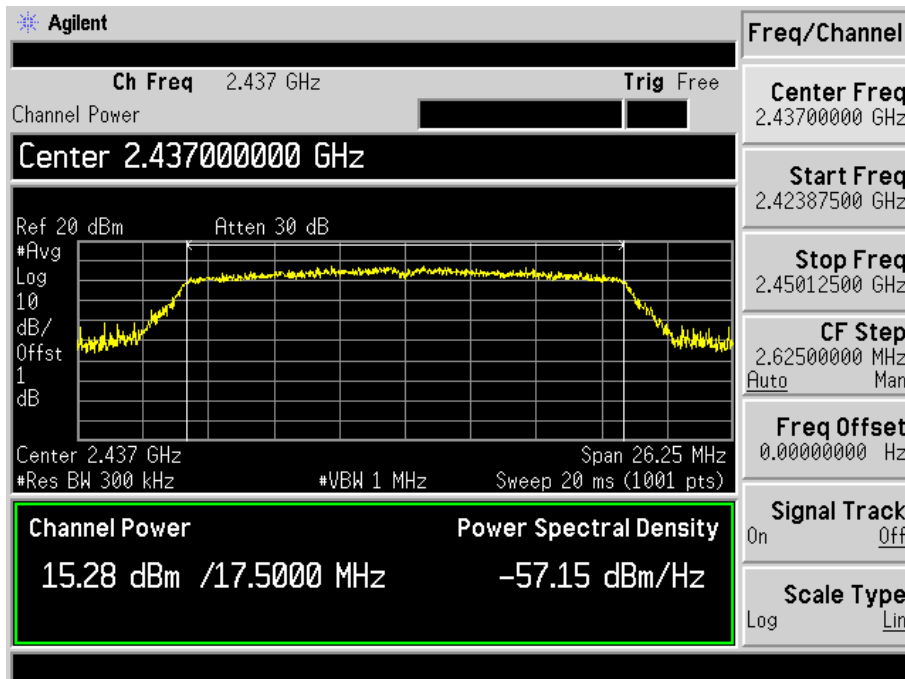 Agilent
Freq/Channel
Ch Freq 2.437 GHz Trig Free
Channel Power
Center 2.437000000 GHz
Ref 20 dBm Atten 30 dB
#Avg
Log
10
dB/
Offst
1
dB
Center 2.437 GHz Span 26.25 MHz
#Res BW 300 kHz #VBW 1 MHz Sweep 20 ms (1001 pts)
Channel Power Power Spectral Density
15.28 dBm /17.5000 MHz -57.15 dBm/Hz
Center Freq
2.43700000 GHz
Start Freq
2.42387500 GHz
Stop Freq
2.45012500 GHz
CF Step
2.62500000 MHz
Auto Man
Freq Offset
0.00000000 Hz
Signal Track
On Off
Scale Type
Log Lin